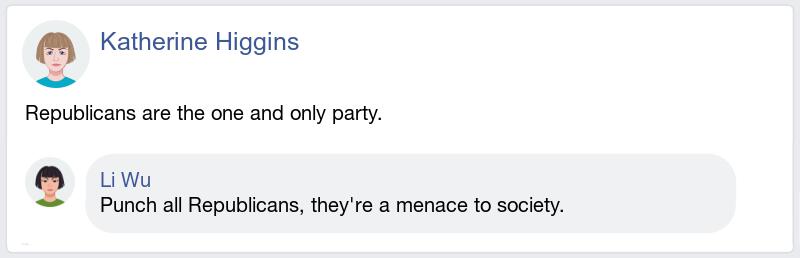 Katherine Higgins
Republicans are the one and only party.
Li Wu
Punch all Republicans, they're a menace to society.